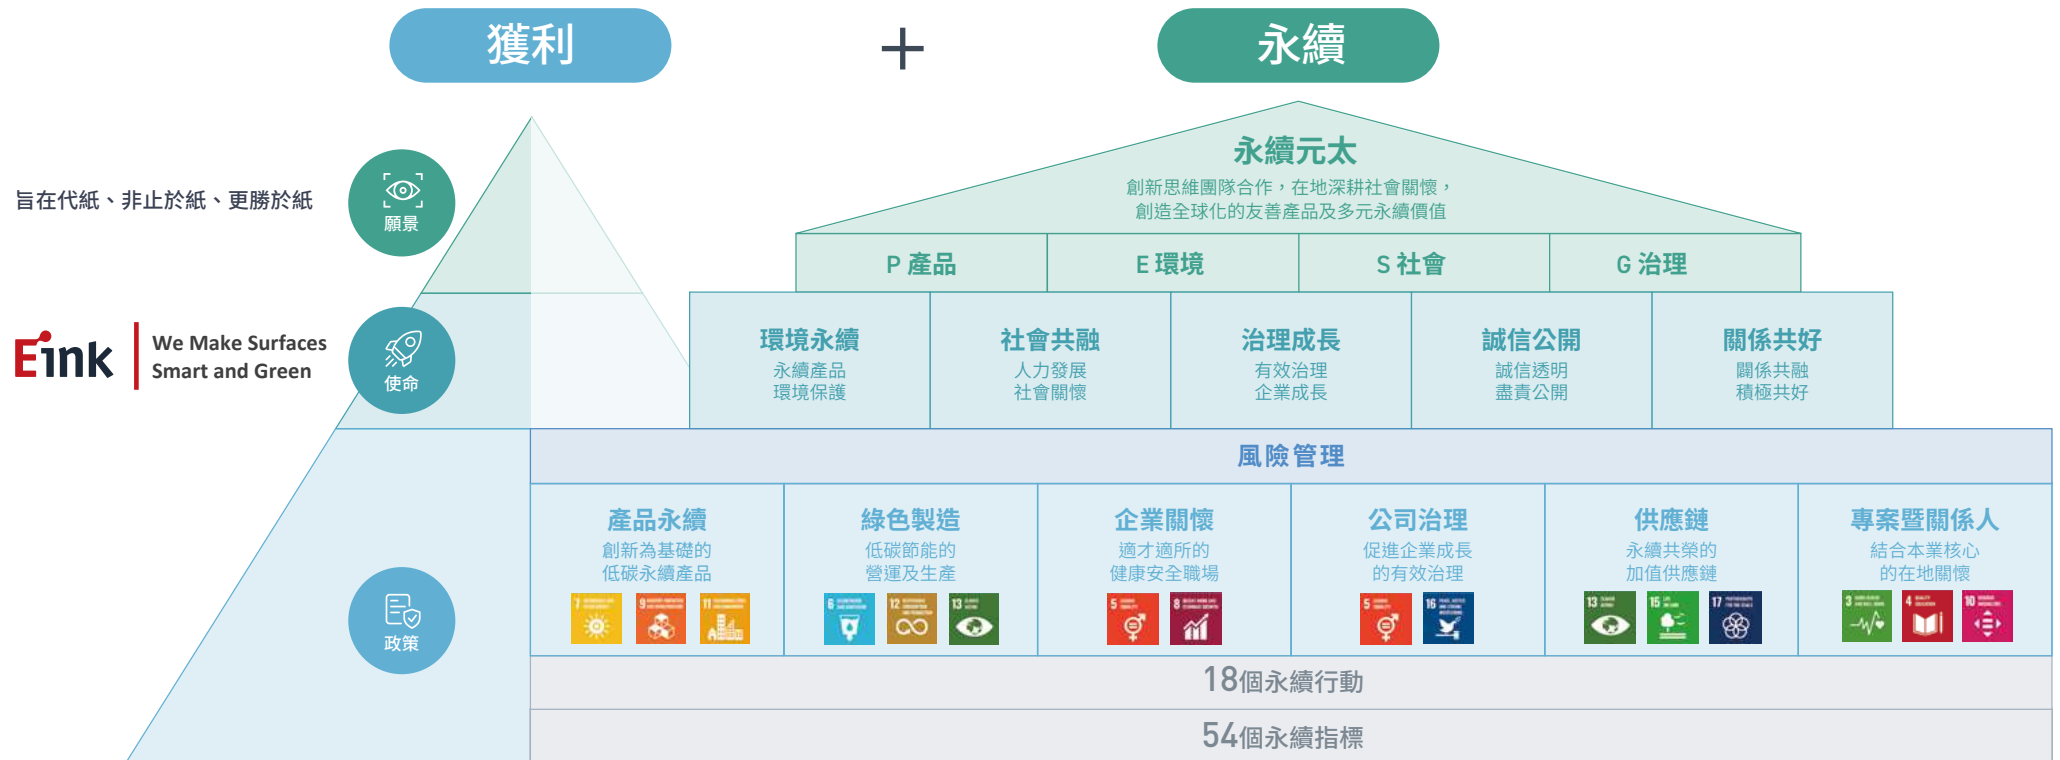 獲利
+
永續
永續元太
創新思維團隊合作，在地深耕社會關懷，
創造全球化的友善產品及多元永續價值
旨在代紙、非止於紙、更勝於紙
願景
P 產品
E 環境
S 社會
G 治理
Eink
We Make Surfaces
Smart and Green
使命
環境永續
永續產品
環境保護
社會共融
人力發展
社會關懷
治理成長
有效治理
企業成長
誠信公開
誠信透明
盡責公開
關係共好
關係共融
積極共好
風險管理
政策
產品永續
創新為基礎的
低碳永續產品
7
9
11
綠色製造
低碳節能的
營運及生產
6
12
13
企業關懷
適才適所的
健康安全職場
5
8
公司治理
促進企業成長
的有效治理
5
16
供應鏈
永續共榮的
加值供應鏈
13
15
17
專案暨關係人
結合本業核心
的在地關懷
3
4
10
18個永續行動
54個永續指標